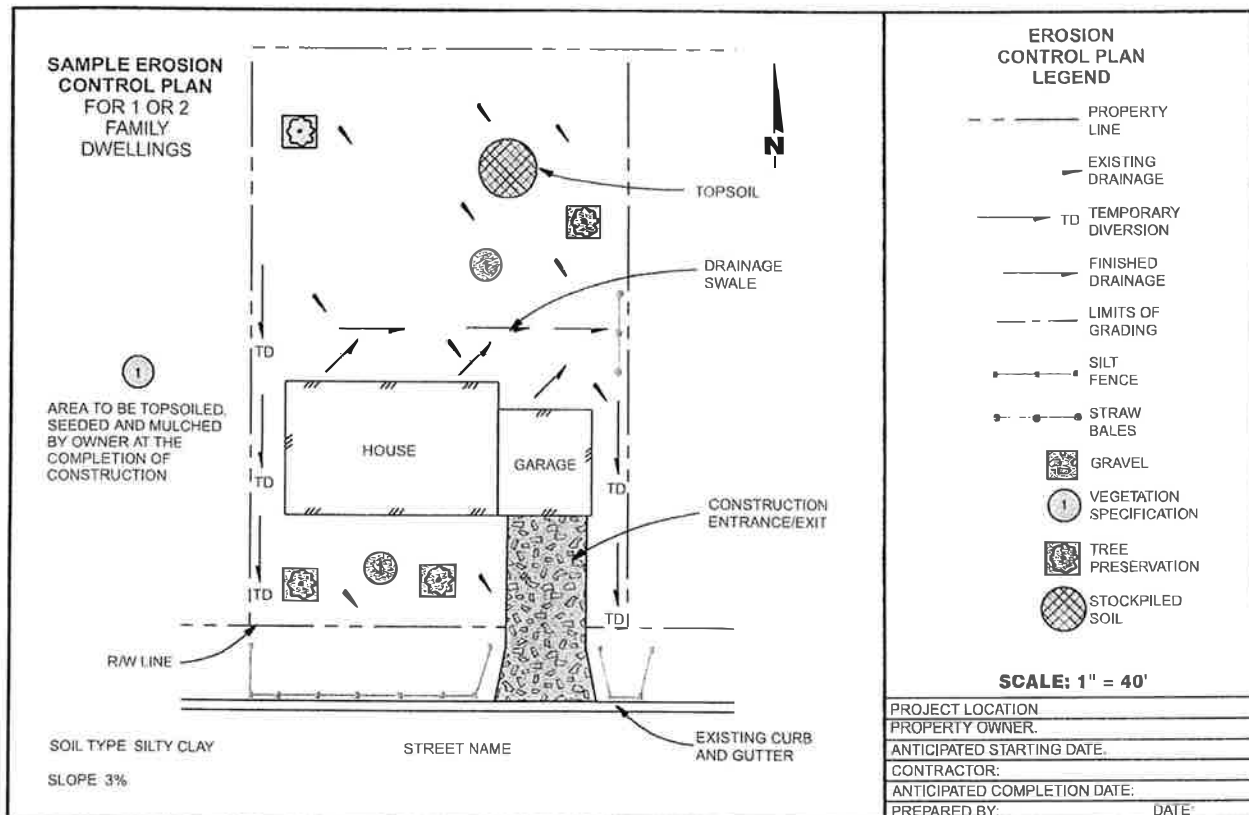 SAMPLE EROSION
CONTROL PLAN
FOR 1 OR 2
FAMILY
DWELLINGS
N
TOPSOIL
DRAINAGE
SWALE
1
AREA TO BE TOPSOILED,
SEEDED AND MULCHED
BY OWNER AT THE
COMPLETION OF
CONSTRUCTION
TD
TD
TD
HOUSE
GARAGE
TD
TD
CONSTRUCTION
ENTRANCE/EXIT
1
R/W LINE
EXISTING CURB
AND GUTTER
STREET NAME
SOIL TYPE SILTY CLAY
SLOPE 3%
EROSION
CONTROL PLAN
LEGEND
PROPERTY
LINE
EXISTING
DRAINAGE
TD TEMPORARY
DIVERSION
FINISHED
DRAINAGE
LIMITS OF
GRADING
SILT
FENCE
STRAW
BALES
GRAVEL
1 VEGETATION
SPECIFICATION
TREE
PRESERVATION
STOCKPILED
SOIL
SCALE: 1" = 40'
PROJECT LOCATION
PROPERTY OWNER.
ANTICIPATED STARTING DATE.
CONTRACTOR:
ANTICIPATED COMPLETION DATE:
PREPARED BY: DATE: